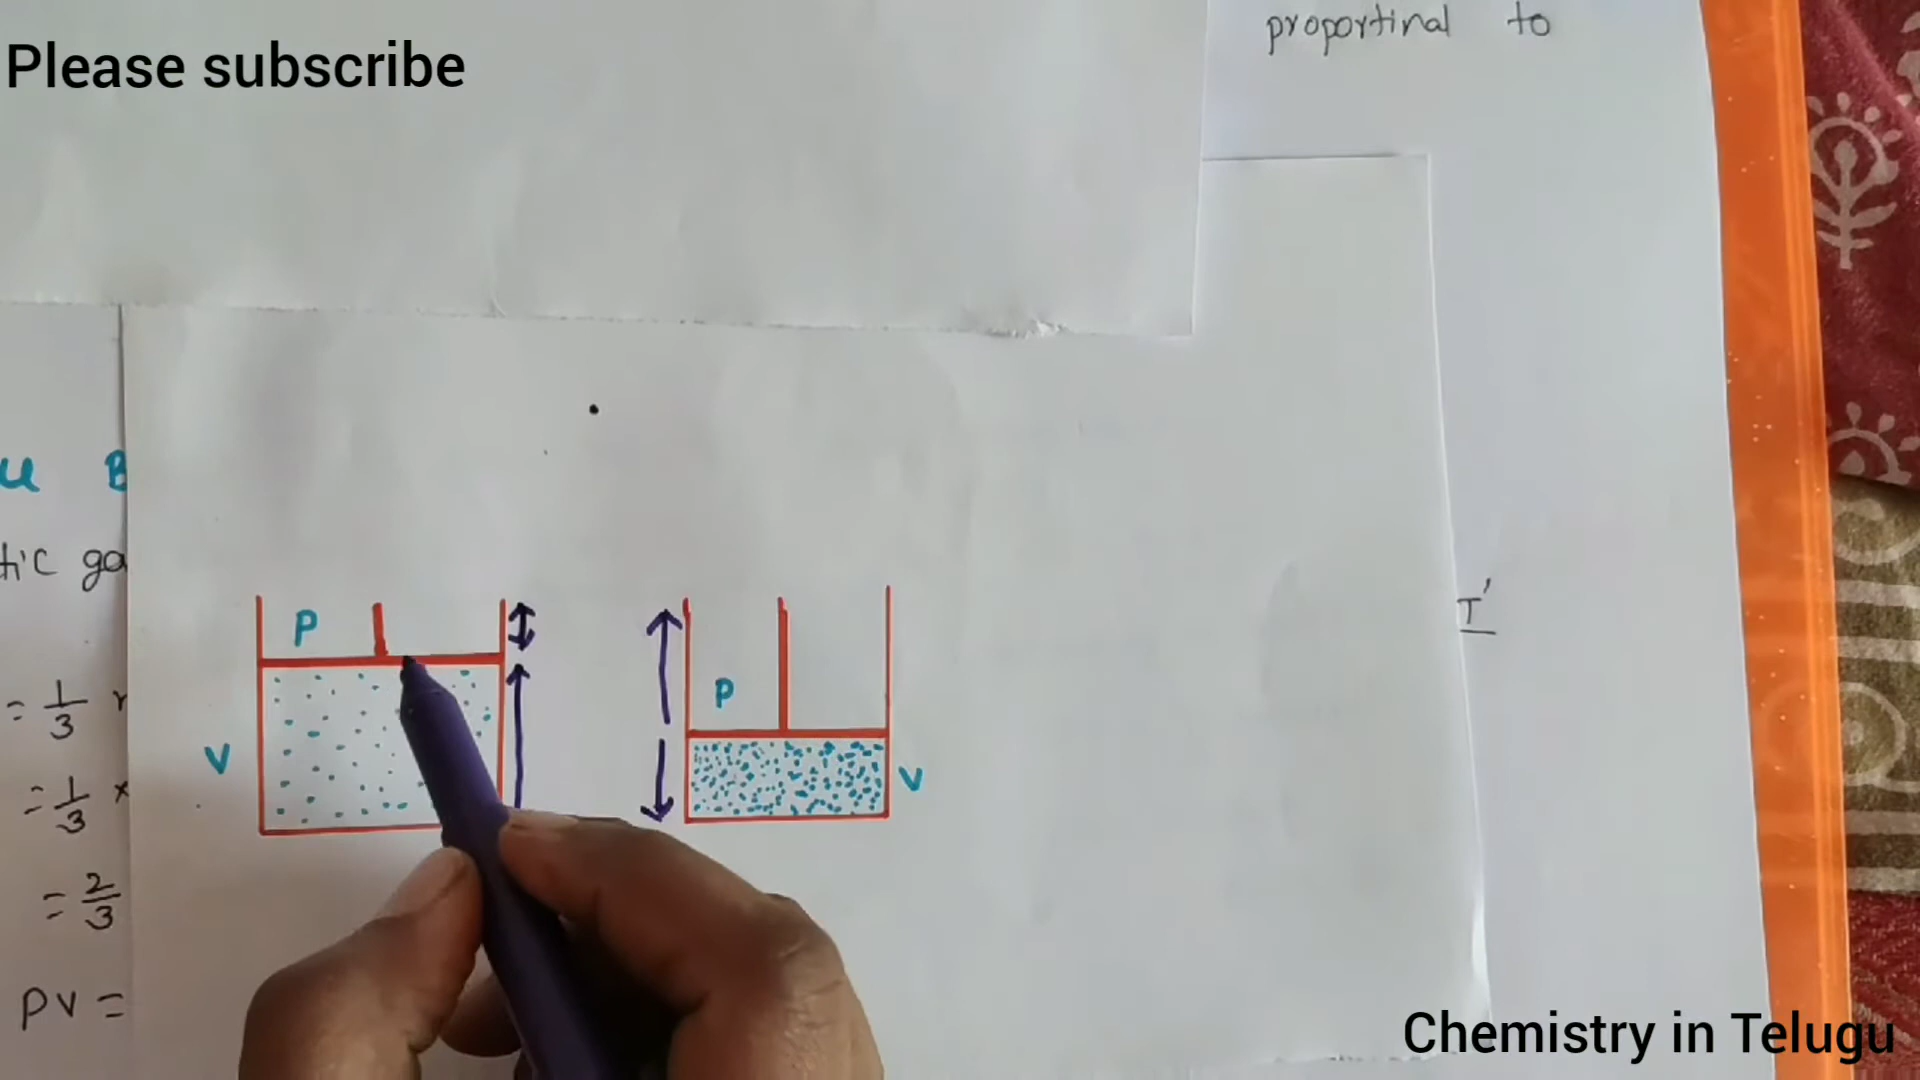 Please subscribe
proportinal to
u B
tic ga
P
P
T'
= 1/3
V
V
= 1/3 ×
= 2/3
PV =
Chemistry in Telugu